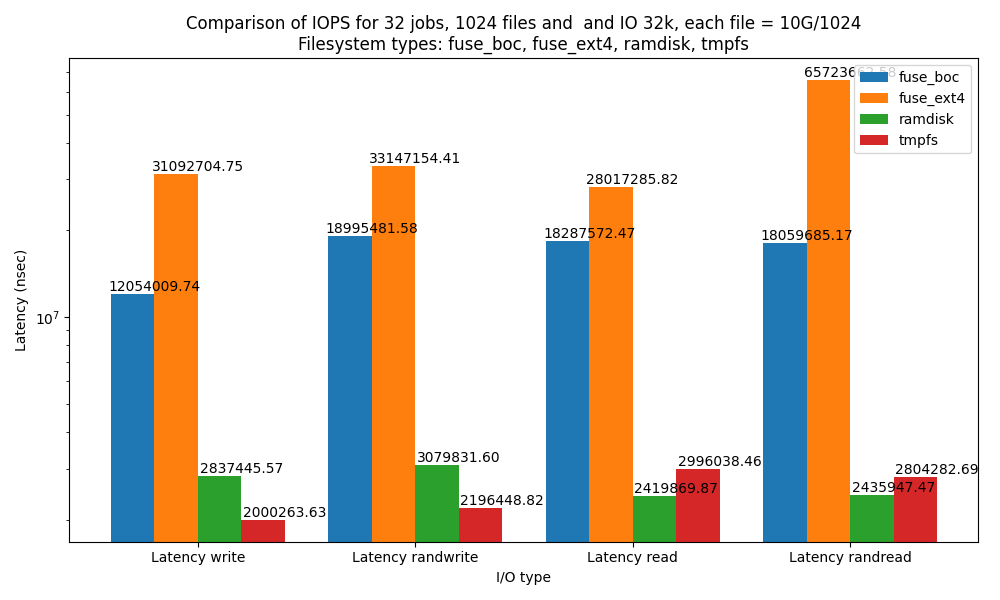 Comparison of IOPS for 32 jobs, 1024 files and  and IO 32k, each file = 10G/1024
Filesystem types: fuse_boc, fuse_ext4, ramdisk, tmpfs
fuse_boc
fuse_ext4
ramdisk
tmpfs
31092704.75
33147154.41
28017285.82
12054009.74
18995481.58
18287572.47
18059685.17
2837445.57
3079831.60
2419869.87
2435947.47
2000263.63
2196448.82
2996038.46
2804282.69
Latency (nsec)
10^7
Latency write
Latency randwrite
Latency read
Latency randread
I/O type